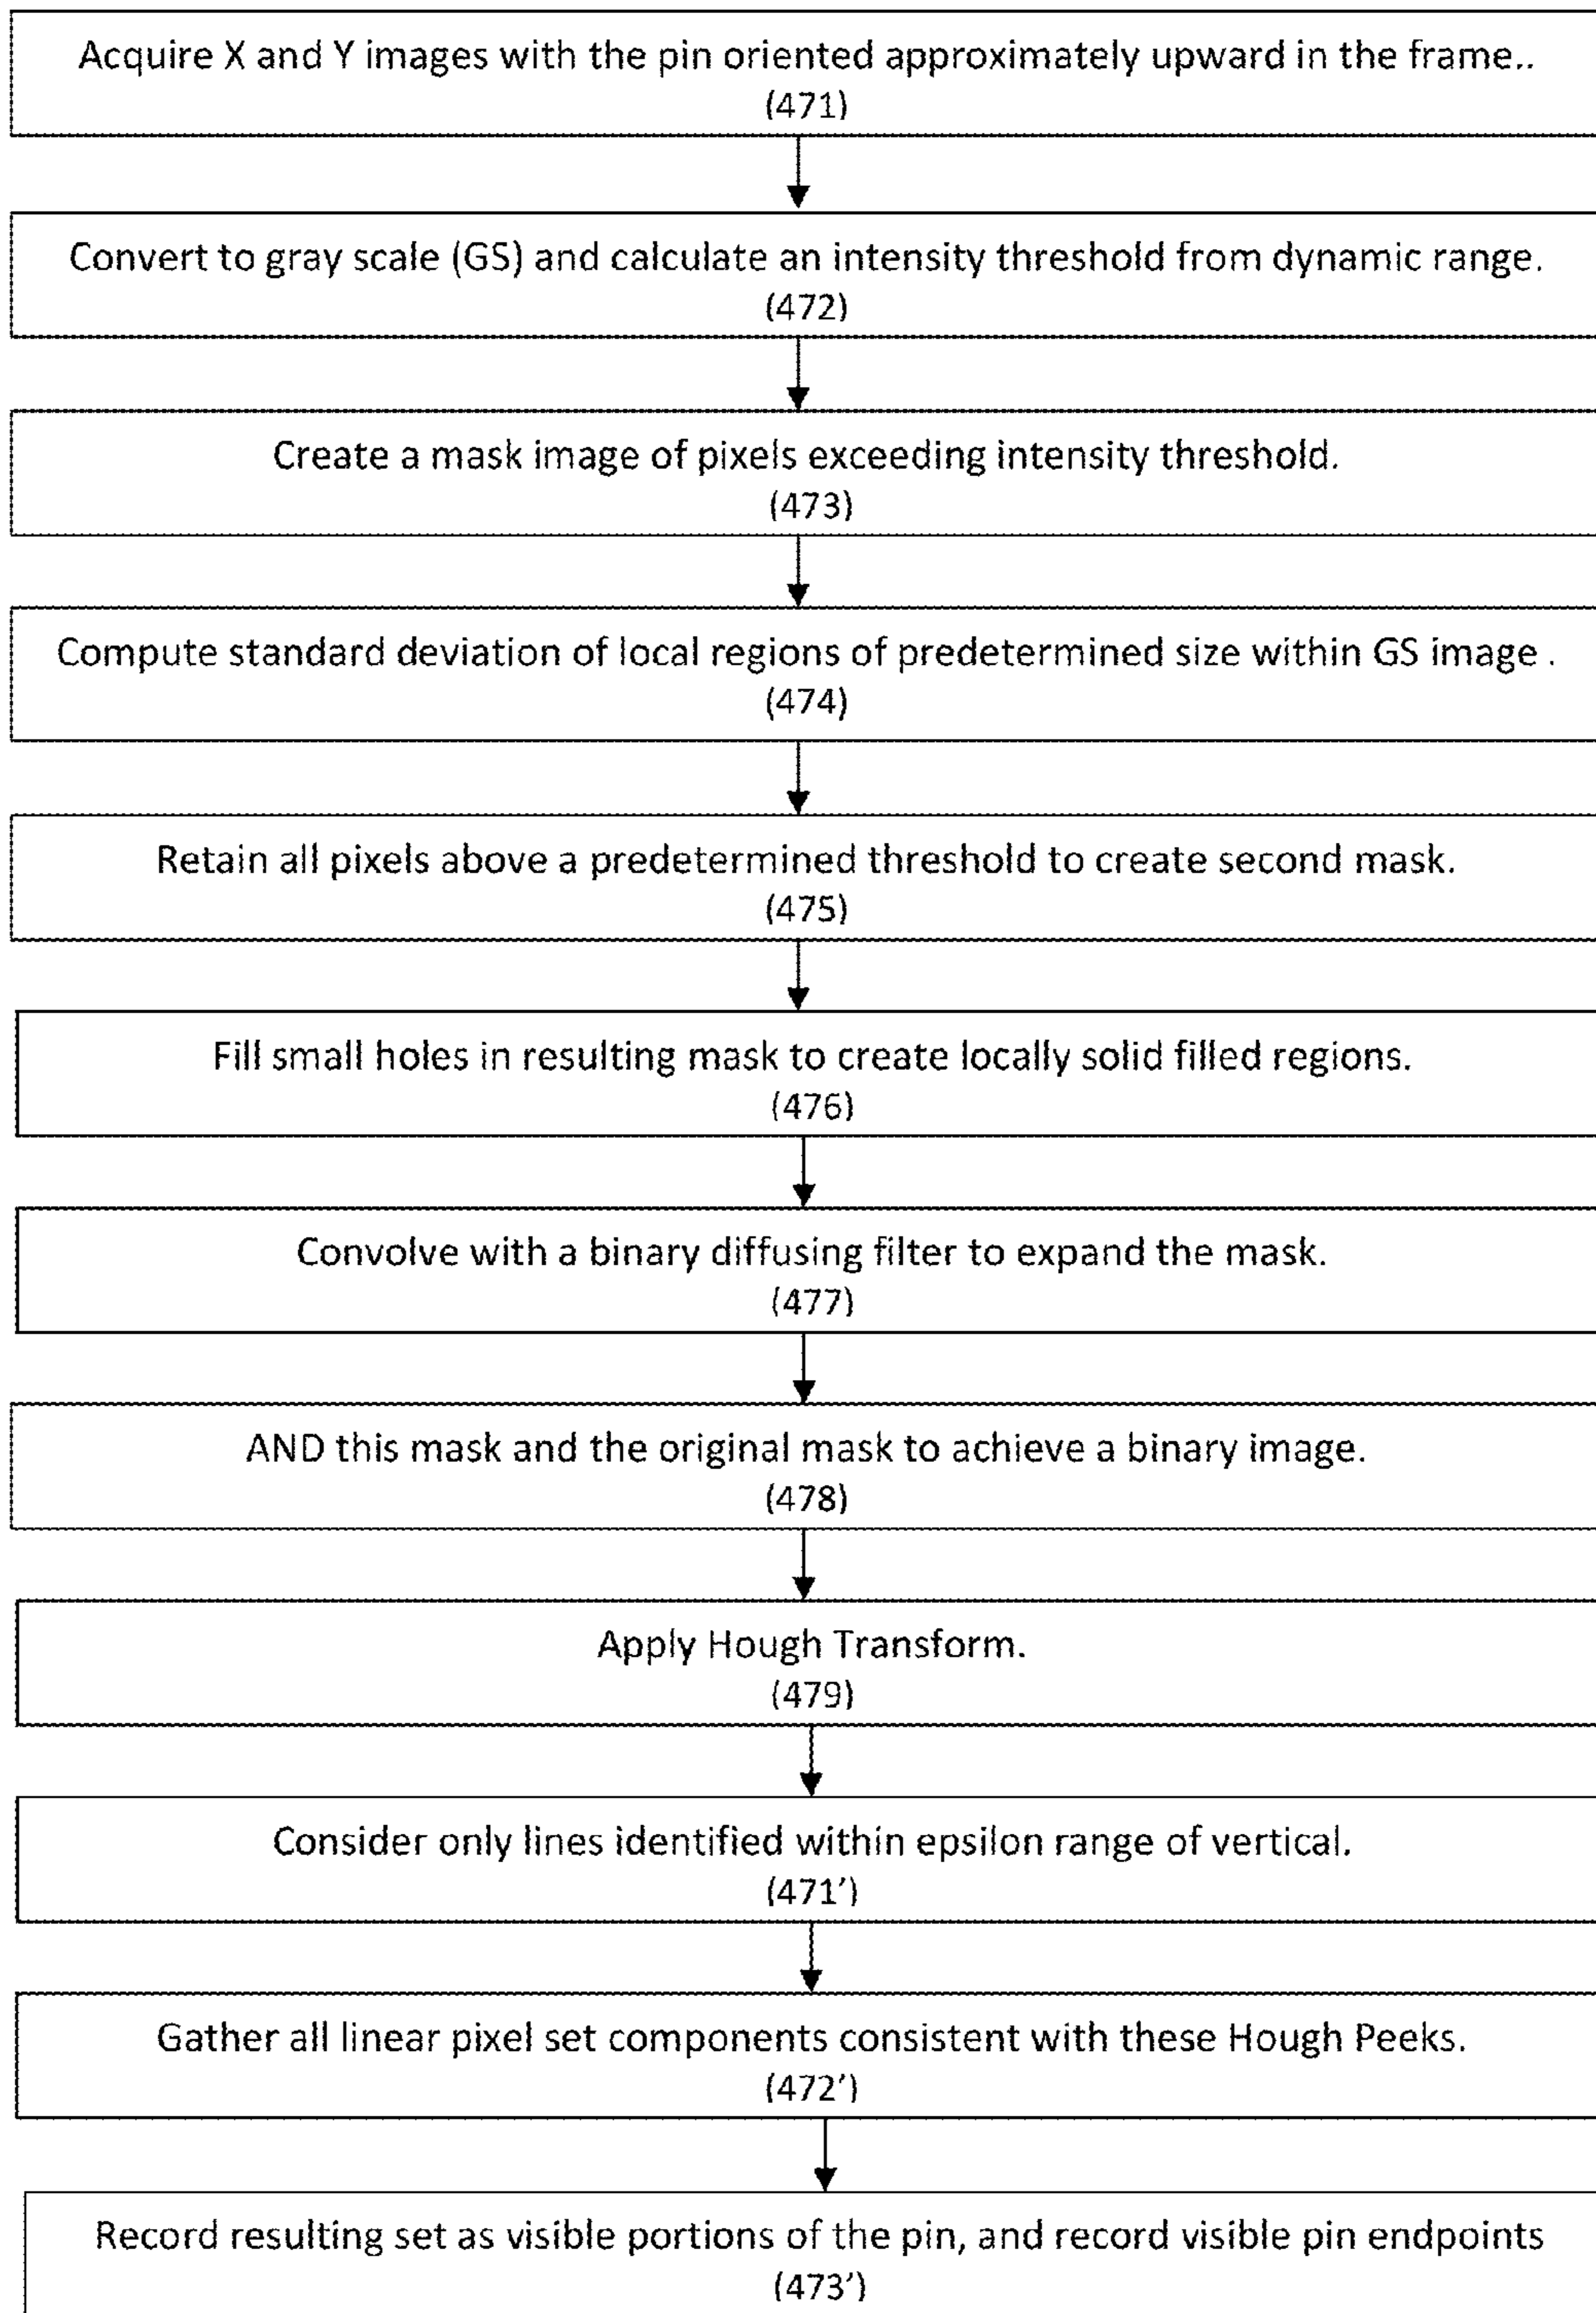 Acquire X and Y images with the pin oriented approximately upward in the frame..
(471)
Convert to gray scale (GS) and calculate an intensity threshold from dynamic range.
(472)
Create a mask image of pixels exceeding intensity threshold.
(473)
Compute standard deviation of local regions of predetermined size within GS image .
(474)
Retain all pixels above a predetermined threshold to create second mask.
(475)
Fill small holes in resulting mask to create locally solid filled regions.
(476)
Convolve with a binary diffusing filter to expand the mask.
(477)
AND this mask and the original mask to achieve a binary image.
(478)
Apply Hough Transform.
(479)
Consider only lines identified within epsilon range of vertical.
(471’)
Gather all linear pixel set components consistent with these Hough Peeks.
(472’)
Record resulting set as visible portions of the pin, and record visible pin endpoints
(473’)